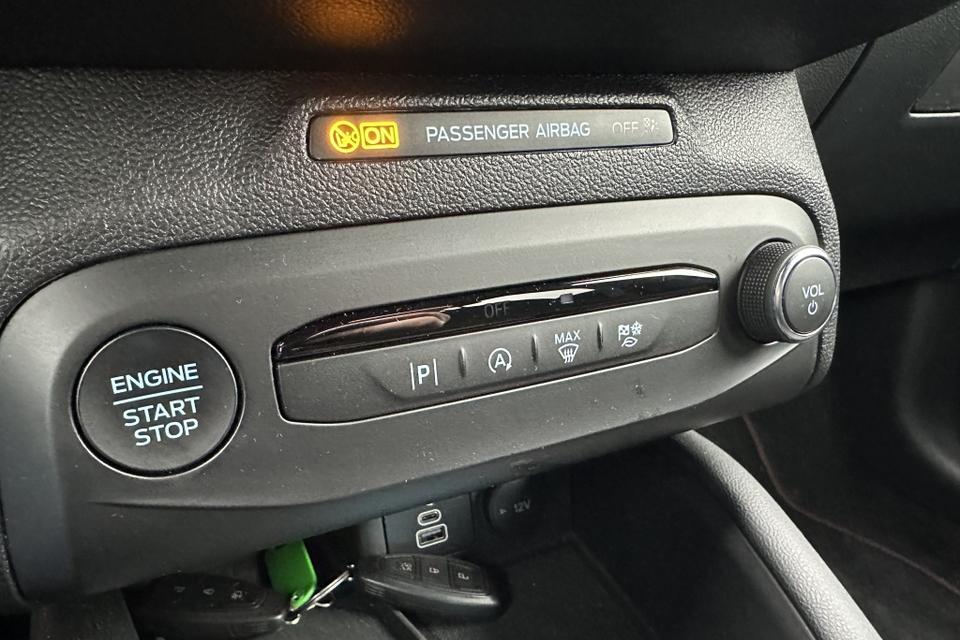 ON PASSENGER AIRBAG OFF
ENGINE
START
STOP
OFF
P
A
MAX
VOL
12V